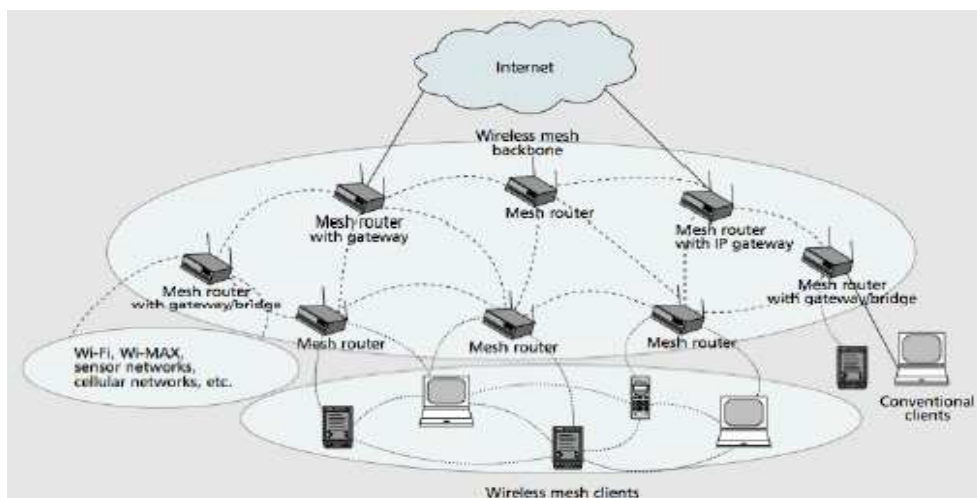 Internet
Wireless mesh
backbone
Mesh router
with gateway
Mesh router
Mesh router
with IP gateway
Mesh router
with gateway/bridge
Mesh router
with gateway/bridge
Mesh router
Mesh router
Mesh router
Wi-Fi, Wi-MAX,
sensor networks,
cellular networks, etc.
Conventional
clients
Wireless mesh clients